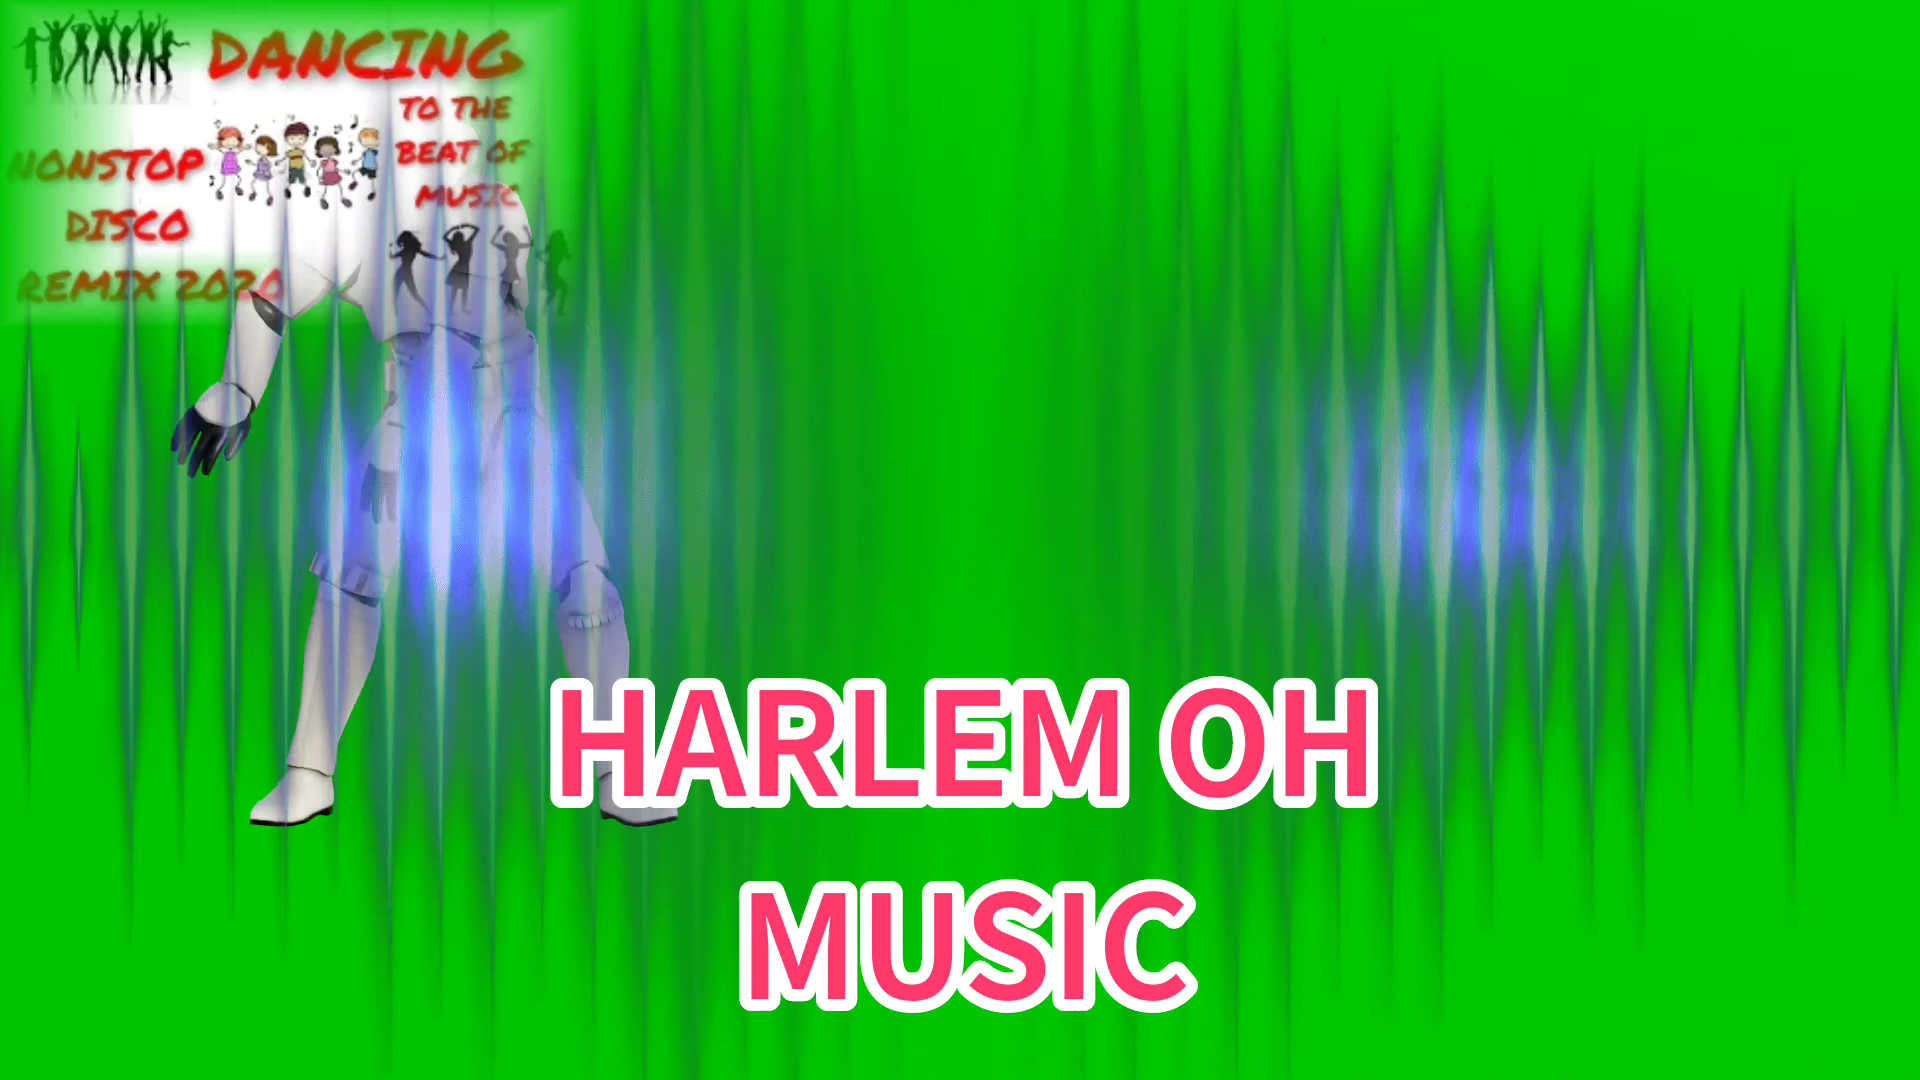 DANCING
TO THE
BEAT OF
MUSIC
NONSTOP
DISCO
REMIX 2020
HARLEM OH
MUSIC